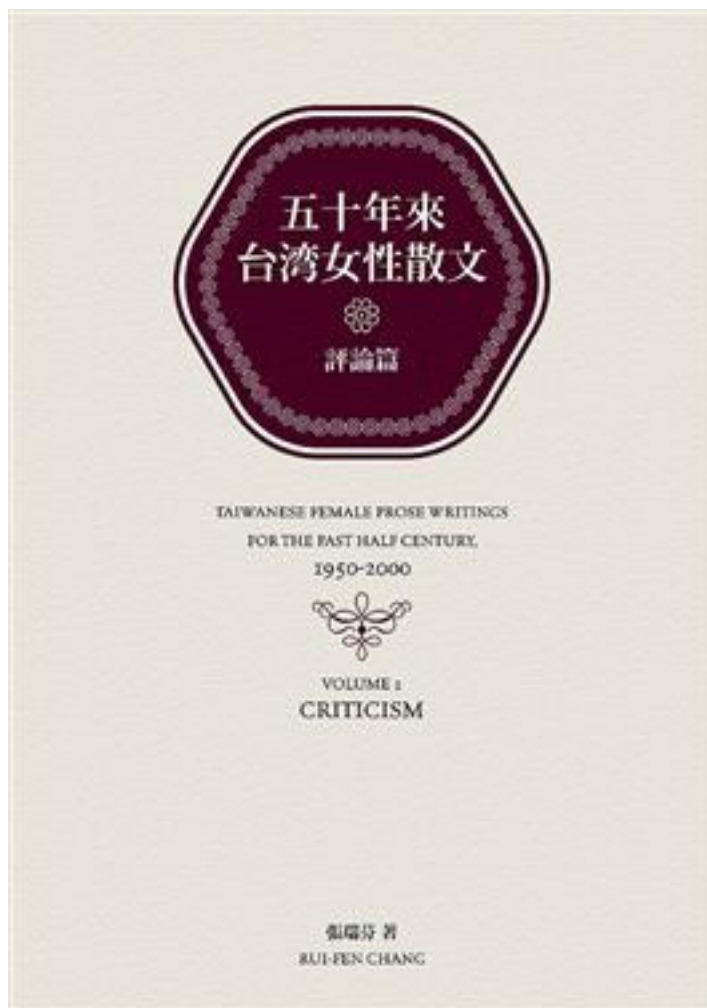 五十年來
台湾女性散文
評論篇
TAIWANESE FEMALE PROSE WRITINGS
FOR THE PAST HALF CENTURY,
1950-2000
VOLUME 1
CRITICISM
張瑞芬 著
RUI-FEN CHANG